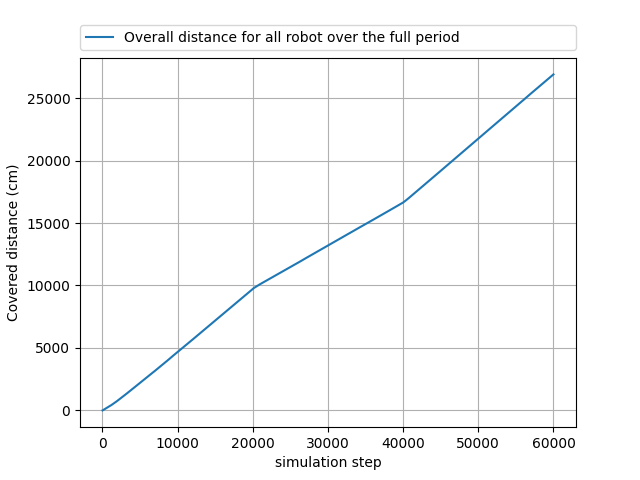 Overall distance for all robot over the full period
25000
20000
15000
10000
5000
0
Covered distance (cm)
0 10000 20000 30000 40000 50000 60000
simulation step